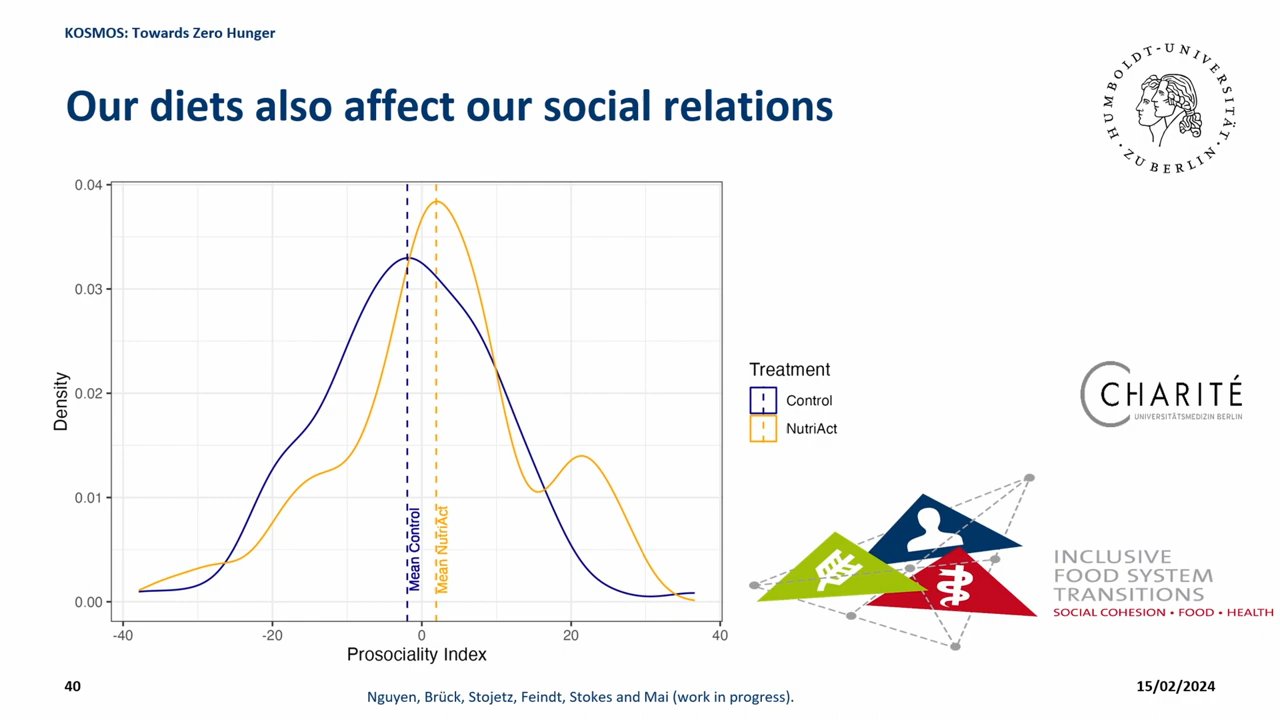 KOSMOS: Towards Zero Hunger
Our diets also affect our social relations
HUMBOLDT-UNIVERSITÄT
ZU BERLIN
0.04
0.03
0.02
0.01
0.00
Density
Mean Control
Mean NutriAct
-40
-20
0
20
40
Prosociality Index
Treatment
Control
NutriAct
CHARITÉ
UNIVERSITÄTSMEDIZIN BERLIN
INCLUSIVE
FOOD SYSTEM
TRANSITIONS
SOCIAL COHESION • FOOD • HEALTH
40
Nguyen, Brück, Stojetz, Feindt, Stokes and Mai (work in progress).
15/02/2024